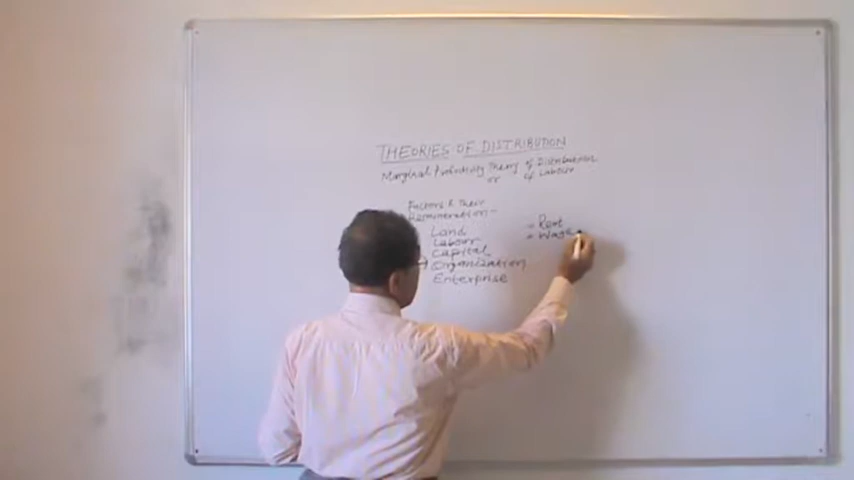 THEORIES OF DISTRIBUTION
Marginal Productivity Theory of Distribution
or of Labour
Factors & Their
Remuneration -
Land - Rent
Labour - Wage
Capital
Organization
Enterprise